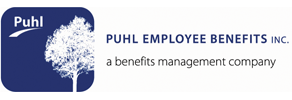 Puhl
PUHL EMPLOYEE BENEFITS INC.
a benefits management company